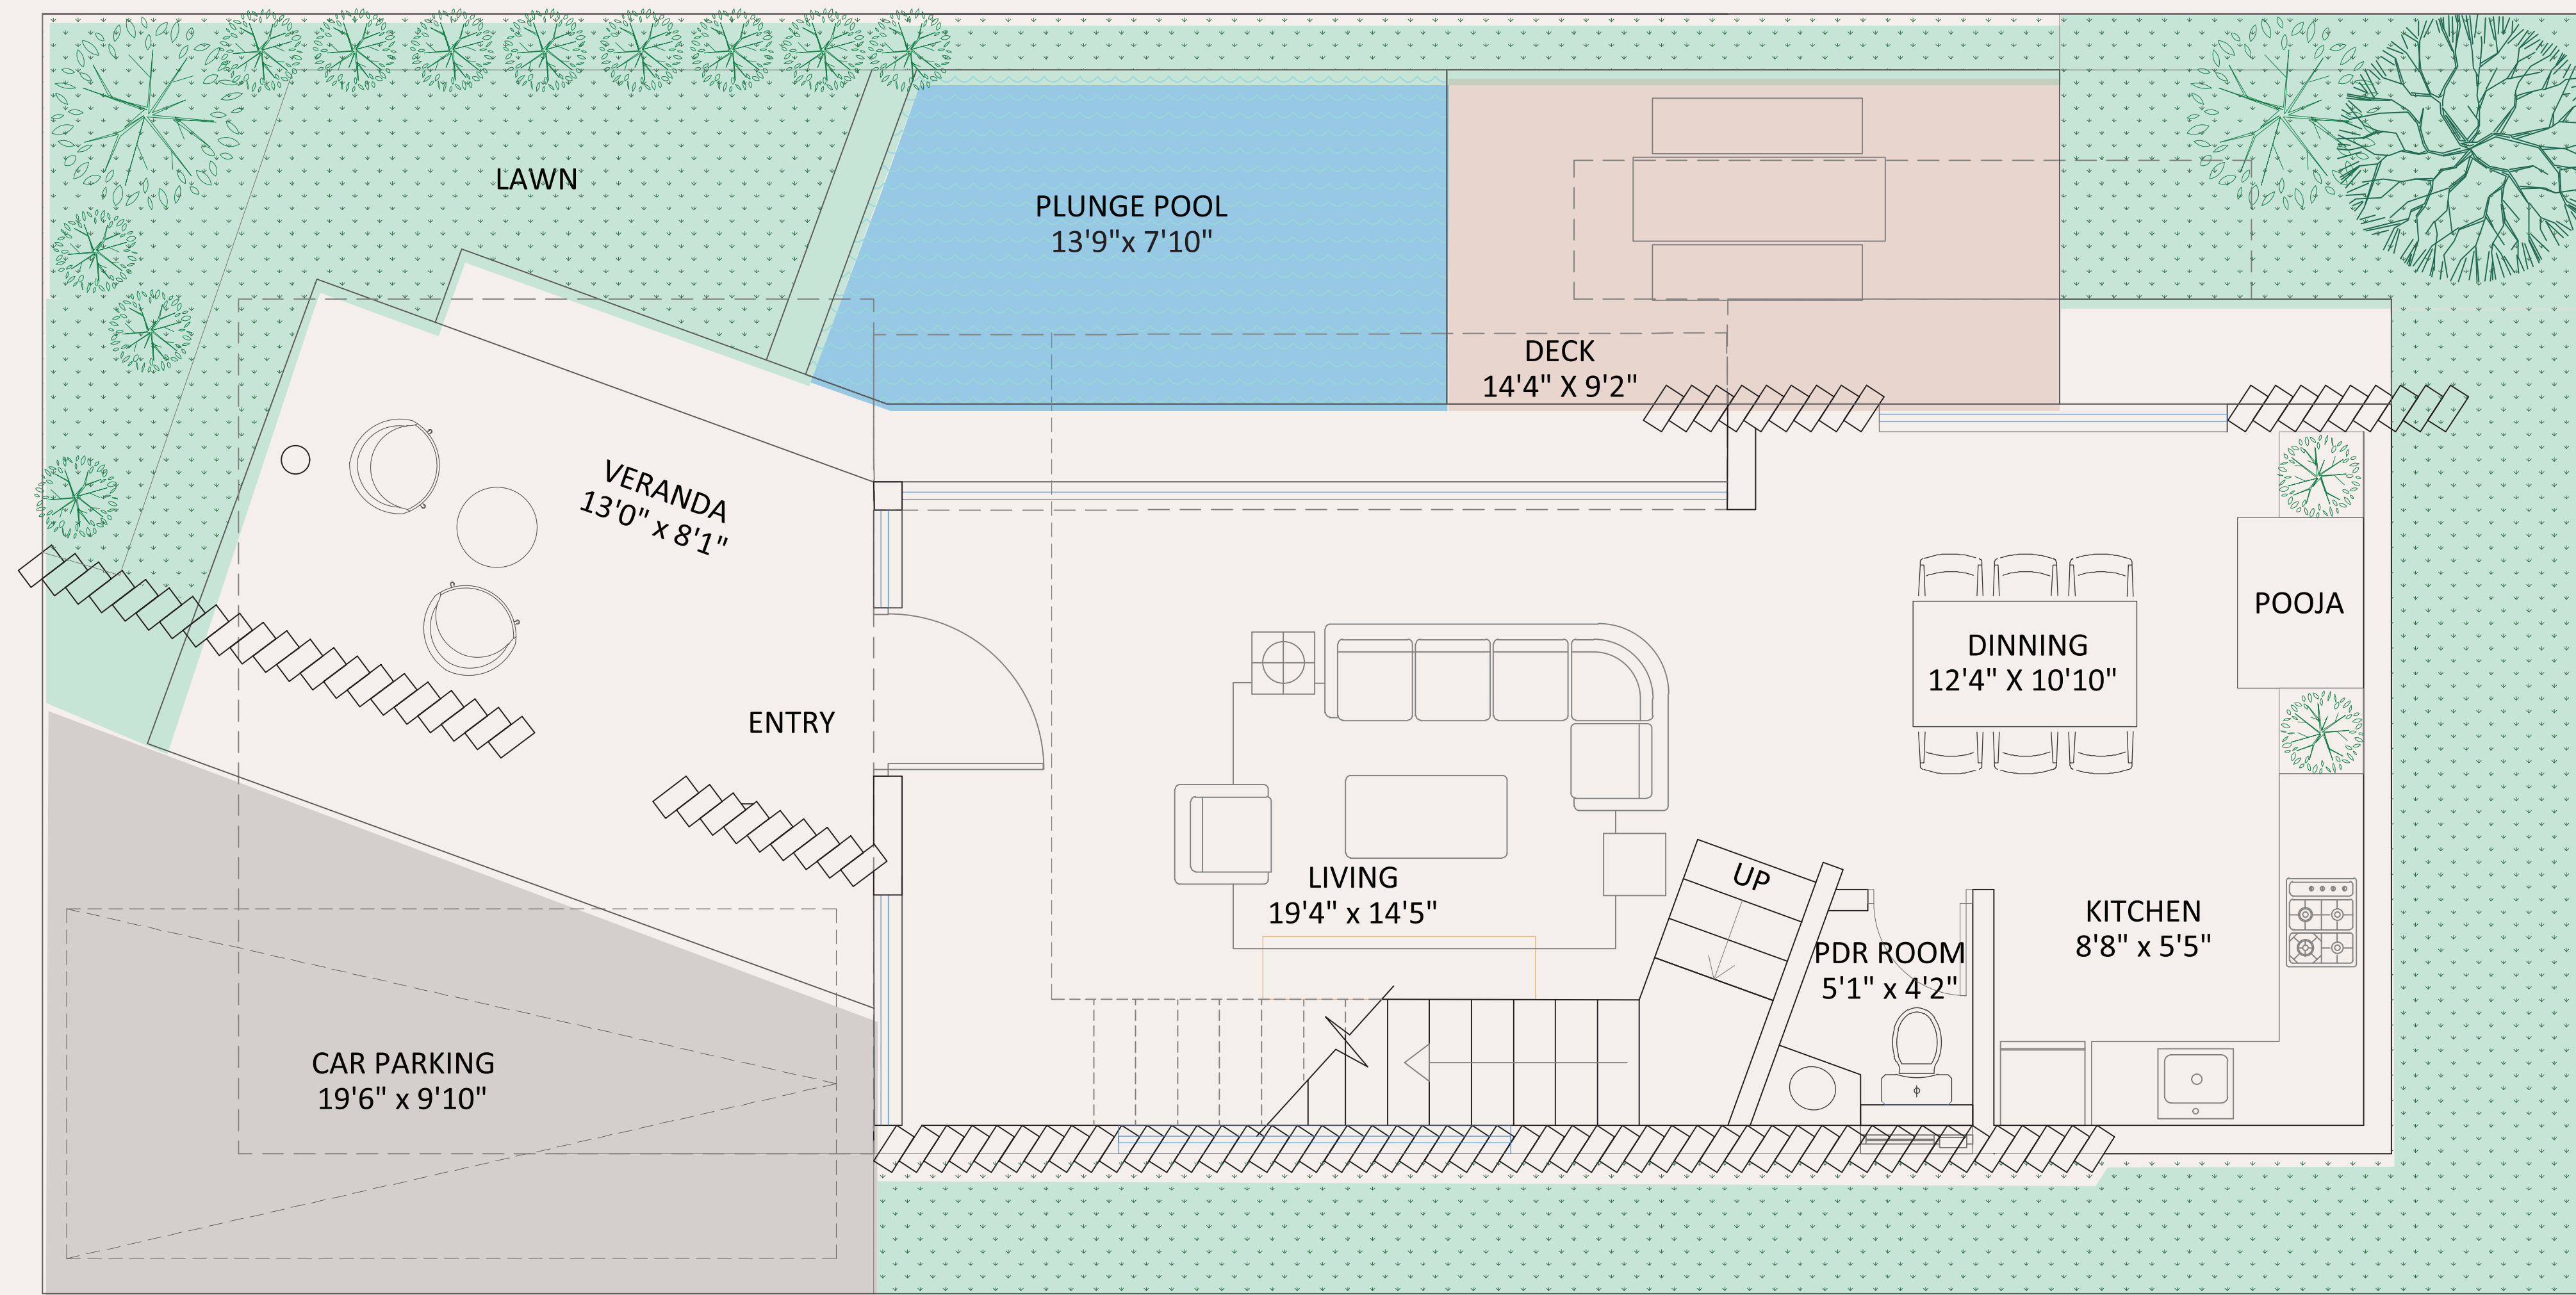 LAWN
PLUNGE POOL
13'9"x 7'10"
DECK
14'4" X 9'2"
VERANDA
13'0" x 8'1"
POOJA
DINNING
12'4" X 10'10"
ENTRY
LIVING
19'4" x 14'5"
UP
KITCHEN
8'8" x 5'5"
PDR ROOM
5'1" x 4'2"
CAR PARKING
19'6" x 9'10"